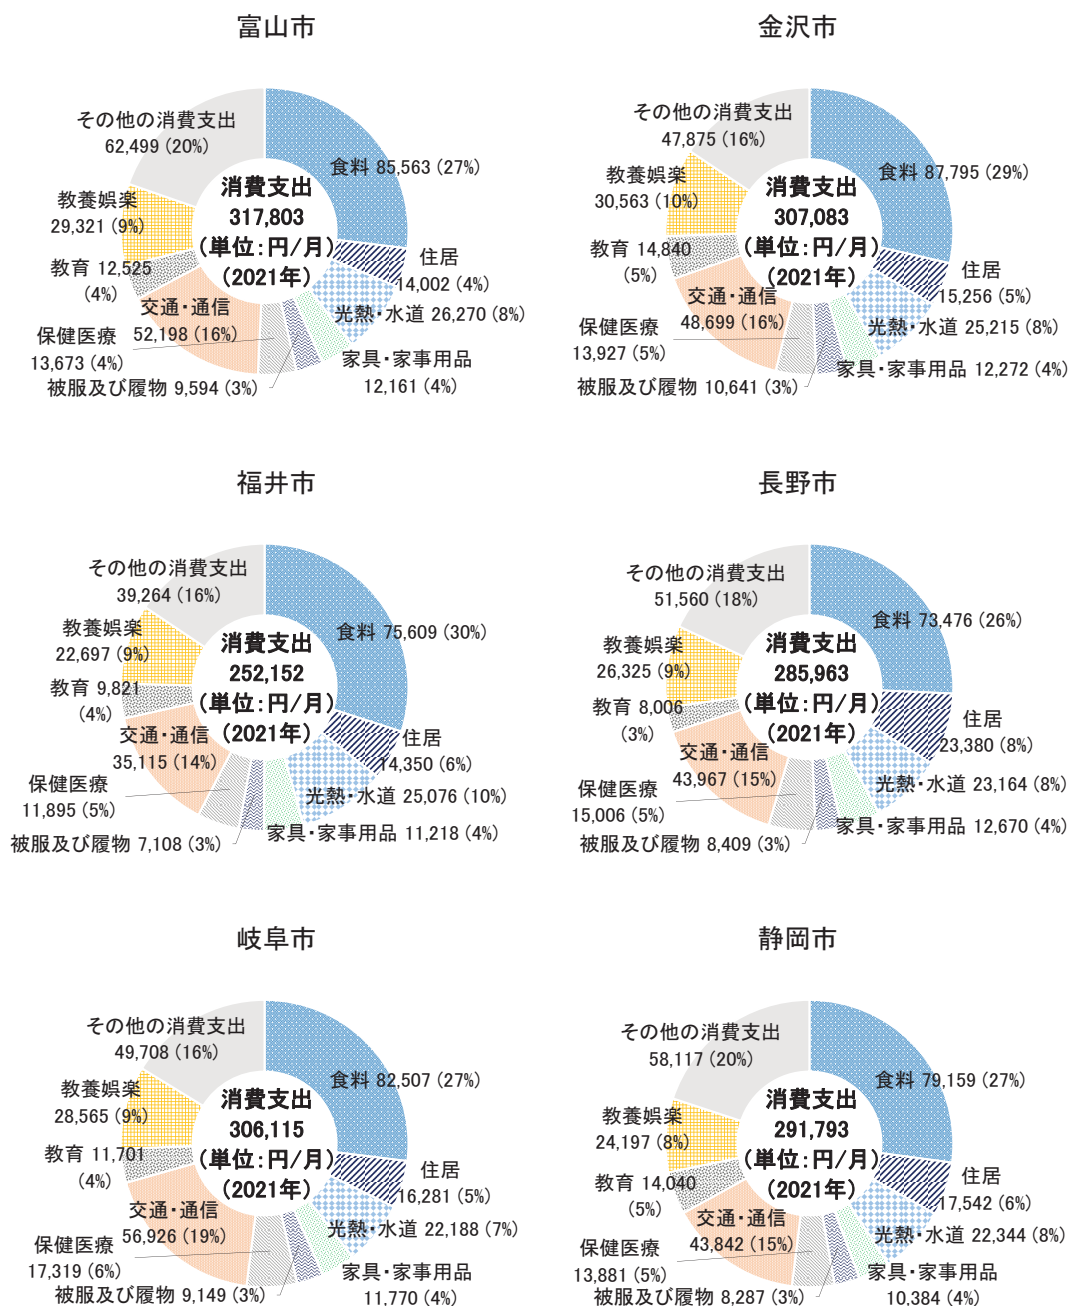 富山市
その他の消費支出
62,499 (20%)
食料 85,563 (27%)
教養娯楽
29,321 (9%)
消費支出
317,803
(単位:円/月)
(2021年)
住居
14,002 (4%)
教育 12,525
(4%)
交通・通信
52,198 (16%)
光熱・水道 26,270 (8%)
保健医療
13,673 (4%)
家具・家事用品
12,161 (4%)
被服及び履物 9,594 (3%)
金沢市
その他の消費支出
47,875 (16%)
食料 87,795 (29%)
教養娯楽
30,563 (10%)
消費支出
307,083
(単位:円/月)
(2021年)
教育 14,840
(5%)
住居
15,256 (5%)
交通・通信
48,699 (16%)
光熱・水道 25,215 (8%)
保健医療
13,927 (5%)
家具・家事用品 12,272 (4%)
被服及び履物 10,641 (3%)
福井市
その他の消費支出
39,264 (16%)
食料 75,609 (30%)
教養娯楽
22,697 (9%)
消費支出
252,152
(単位:円/月)
(2021年)
教育 9,821
(4%)
交通・通信
35,115 (14%)
住居
14,350 (6%)
保健医療
11,895 (5%)
光熱・水道 25,076 (10%)
家具・家事用品 11,218 (4%)
被服及び履物 7,108 (3%)
長野市
その他の消費支出
51,560 (18%)
食料 73,476 (26%)
教養娯楽
26,325 (9%)
消費支出
285,963
(単位:円/月)
(2021年)
教育 8,006
(3%)
住居
23,380 (8%)
交通・通信
43,967 (15%)
光熱・水道 23,164 (8%)
保健医療
15,006 (5%)
家具・家事用品 12,670 (4%)
被服及び履物 8,409 (3%)
岐阜市
その他の消費支出
49,708 (16%)
食料 82,507 (27%)
教養娯楽
28,565 (9%)
消費支出
306,115
(単位:円/月)
(2021年)
教育 11,701
(4%)
住居
16,281 (5%)
交通・通信
56,926 (19%)
光熱・水道 22,188 (7%)
保健医療
17,319 (6%)
家具・家事用品
11,770 (4%)
被服及び履物 9,149 (3%)
静岡市
その他の消費支出
58,117 (20%)
食料 79,159 (27%)
教養娯楽
24,197 (8%)
消費支出
291,793
(単位:円/月)
(2021年)
教育 14,040
(5%)
住居
17,542 (6%)
交通・通信
43,842 (15%)
光熱・水道 22,344 (8%)
保健医療
13,881 (5%)
家具・家事用品
10,384 (4%)
被服及び履物 8,287 (3%)